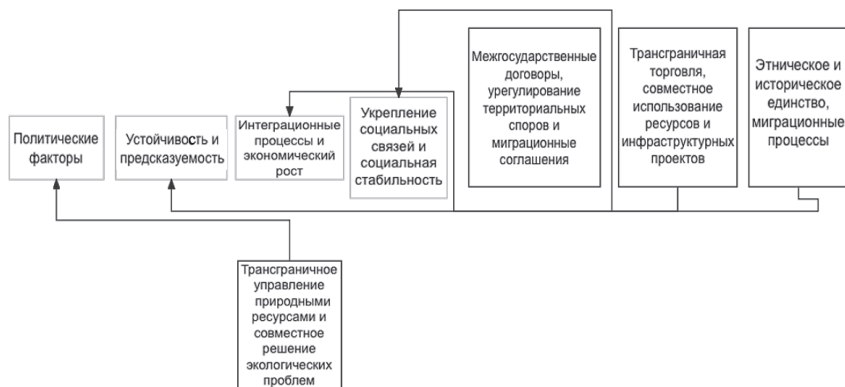 Политические
факторы
Устойчивость и
предсказуемость
Интеграционные
процессы и
экономический
рост
Укрепление
социальных
связей и
социальная
стабильность
Межгосударственные
договоры,
урегулирование
территориальных
споров и
миграционные
соглашения
Трансграничная
торговля,
совместное
использование
ресурсов и
инфраструктурных
проектов
Этническое и
историческое
единство,
миграционные
процессы
Трансграничное
управление
природными
ресурсами и
совместное
решение
экологических
проблем